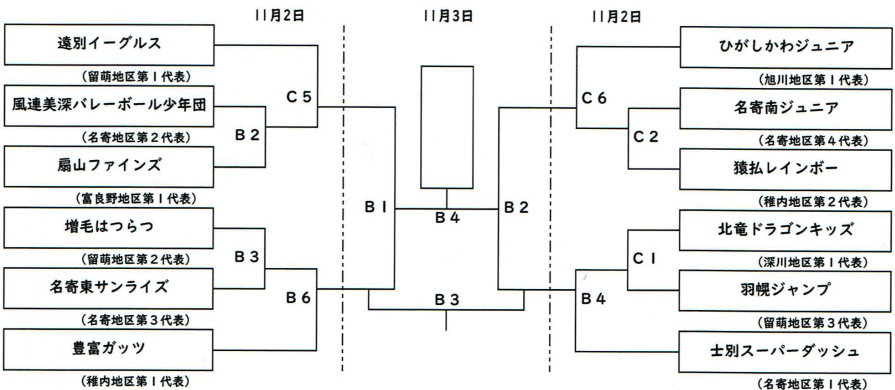 11月2日
11月3日
11月2日
遠別イーグルス
(留萌地区第1代表)
風連美深バレーボール少年団
(名寄地区第2代表)
扇山ファインズ
(富良野地区第1代表)
増毛はつらつ
(留萌地区第2代表)
名寄東サンライズ
(名寄地区第3代表)
豊富ガッツ
(稚内地区第1代表)
C5
B2
B3
B6
B1
B4
B2
B3
C6
C2
C1
B4
ひがしかわジュニア
(旭川地区第1代表)
名寄南ジュニア
(名寄地区第4代表)
猿払レインボー
(稚内地区第2代表)
北竜ドラゴンキッズ
(深川地区第1代表)
羽幌ジャンプ
(留萌地区第3代表)
士別スーパーダッシュ
(名寄地区第1代表)